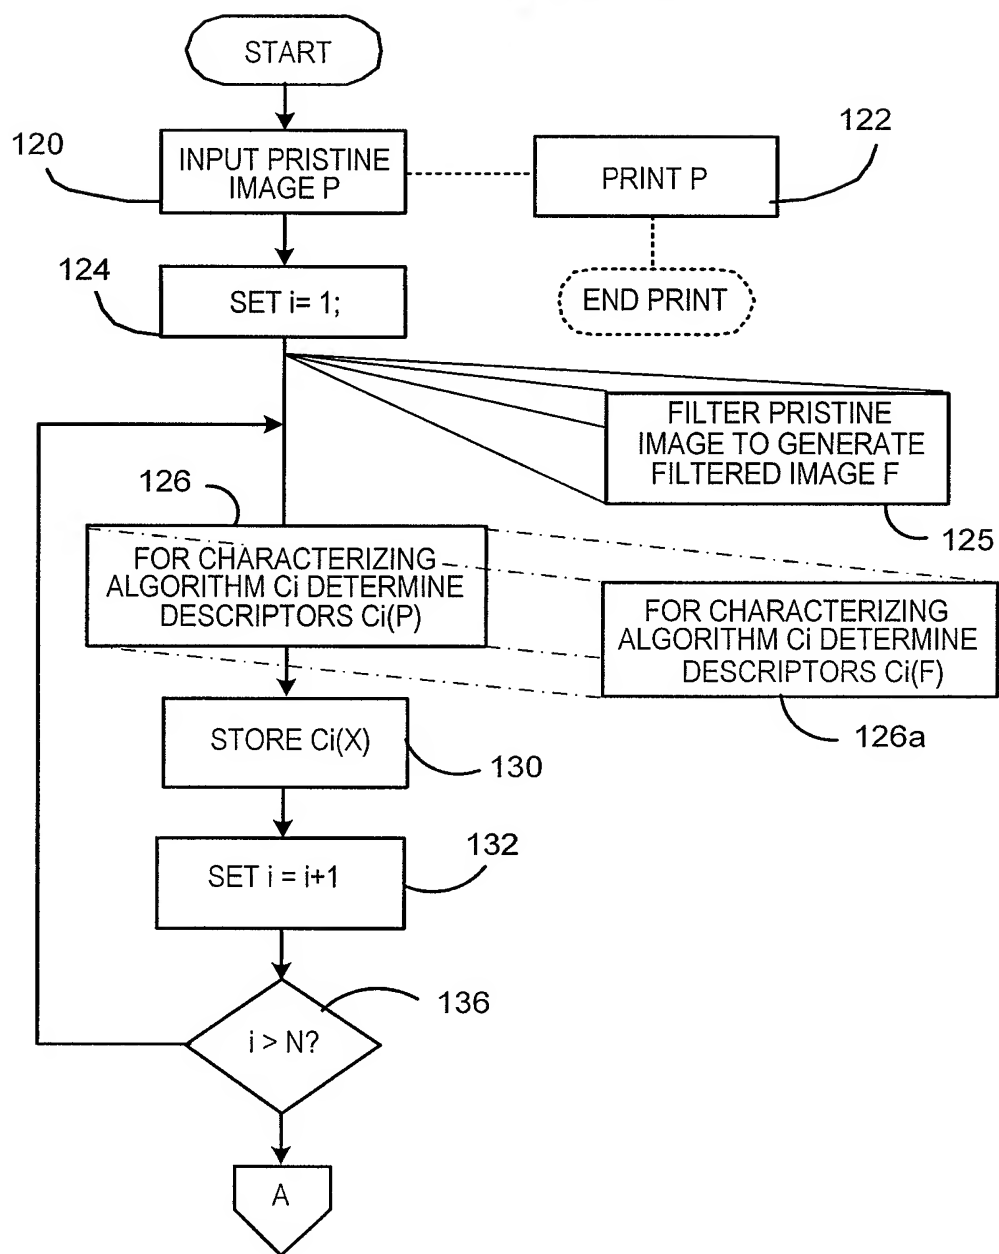 START
120
INPUT PRISTINE
IMAGE P
PRINT P
122
124
SET i= 1;
END PRINT
FILTER PRISTINE
IMAGE TO GENERATE
FILTERED IMAGE F
125
126
FOR CHARACTERIZING
ALGORITHM Ci DETERMINE
DESCRIPTORS Ci(P)
FOR CHARACTERIZING
ALGORITHM Ci DETERMINE
DESCRIPTORS Ci(F)
126a
STORE Ci(X)
130
132
SET i = i+1
136
i > N?
A